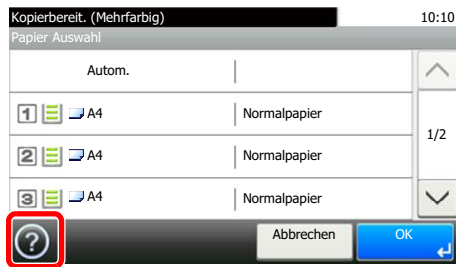 Kopierbereit. (Mehrfarbig) 10:10
Papier Auswahl
Autom.
1 A4 Normalpapier
1/2
2 A4 Normalpapier
3 A4 Normalpapier
? Abbrechen OK